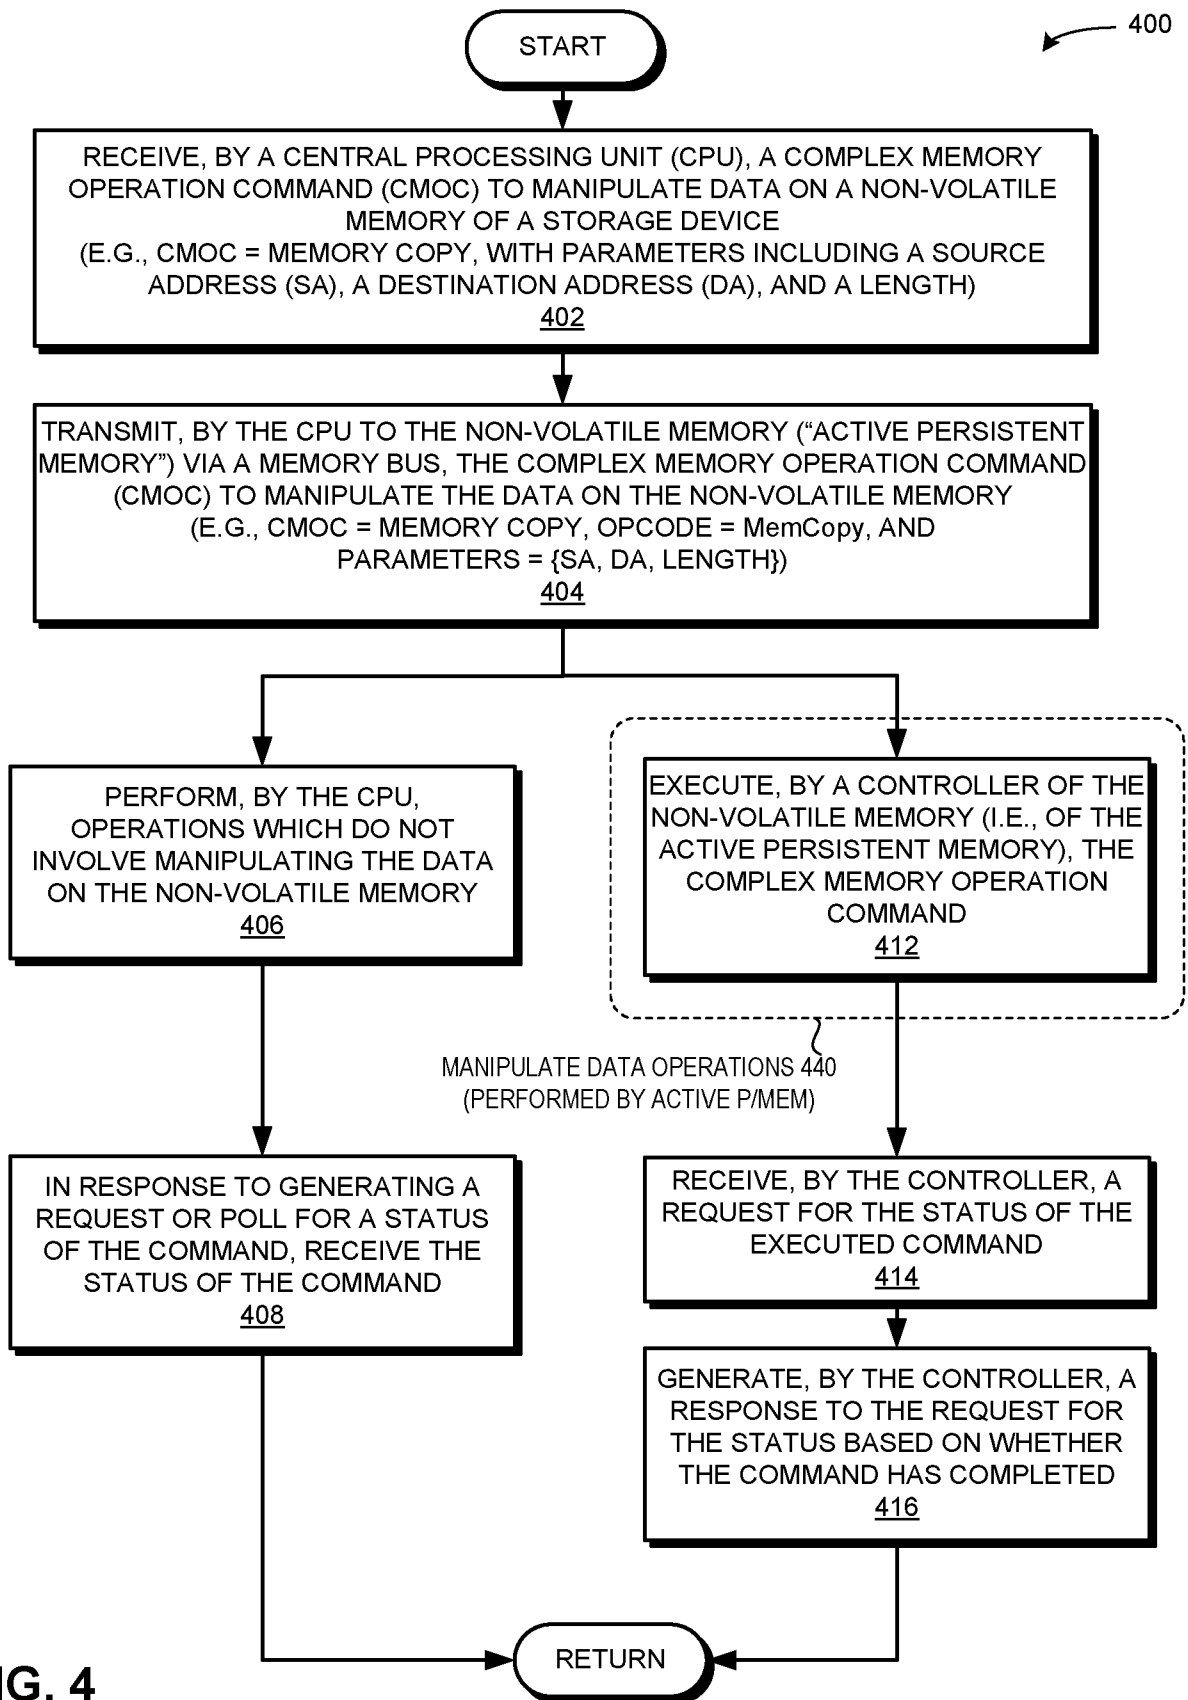 START
400
RECEIVE, BY A CENTRAL PROCESSING UNIT (CPU), A COMPLEX MEMORY
OPERATION COMMAND (CMOC) TO MANIPULATE DATA ON A NON-VOLATILE
MEMORY OF A STORAGE DEVICE
(E.G., CMOC = MEMORY COPY, WITH PARAMETERS INCLUDING A SOURCE
ADDRESS (SA), A DESTINATION ADDRESS (DA), AND A LENGTH)
402
TRANSMIT, BY THE CPU TO THE NON-VOLATILE MEMORY (“ACTIVE PERSISTENT
MEMORY”) VIA A MEMORY BUS, THE COMPLEX MEMORY OPERATION COMMAND
(CMOC) TO MANIPULATE THE DATA ON THE NON-VOLATILE MEMORY
(E.G., CMOC = MEMORY COPY, OPCODE = MemCopy, AND
PARAMETERS = {SA, DA, LENGTH})
404
PERFORM, BY THE CPU,
OPERATIONS WHICH DO NOT
INVOLVE MANIPULATING THE DATA
ON THE NON-VOLATILE MEMORY
406
EXECUTE, BY A CONTROLLER OF THE
NON-VOLATILE MEMORY (I.E., OF THE
ACTIVE PERSISTENT MEMORY), THE
COMPLEX MEMORY OPERATION
COMMAND
412
MANIPULATE DATA OPERATIONS 440
(PERFORMED BY ACTIVE P/MEM)
IN RESPONSE TO GENERATING A
REQUEST OR POLL FOR A STATUS
OF THE COMMAND, RECEIVE THE
STATUS OF THE COMMAND
408
RECEIVE, BY THE CONTROLLER, A
REQUEST FOR THE STATUS OF THE
EXECUTED COMMAND
414
GENERATE, BY THE CONTROLLER, A
RESPONSE TO THE REQUEST FOR
THE STATUS BASED ON WHETHER
THE COMMAND HAS COMPLETED
416
RETURN
IG. 4